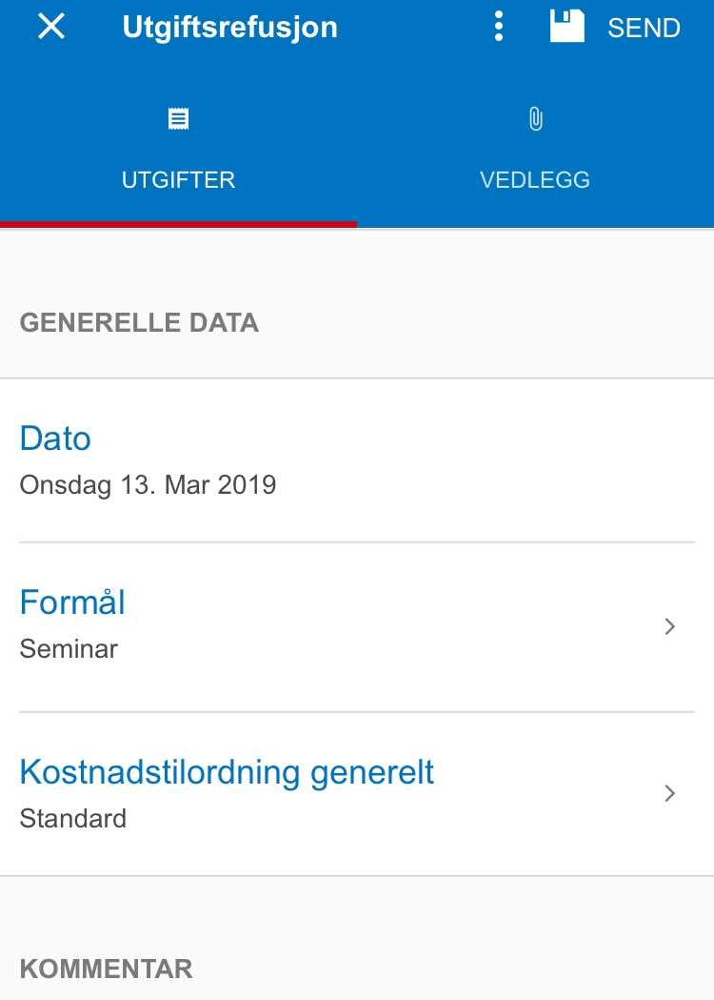 Utgiftsrefusjon
SEND
UTGIFTER
VEDLEGG
GENERELLE DATA
Dato
Onsdag 13. Mar 2019
Formål
Seminar
Kostnadstilordning generelt
Standard
KOMMENTAR